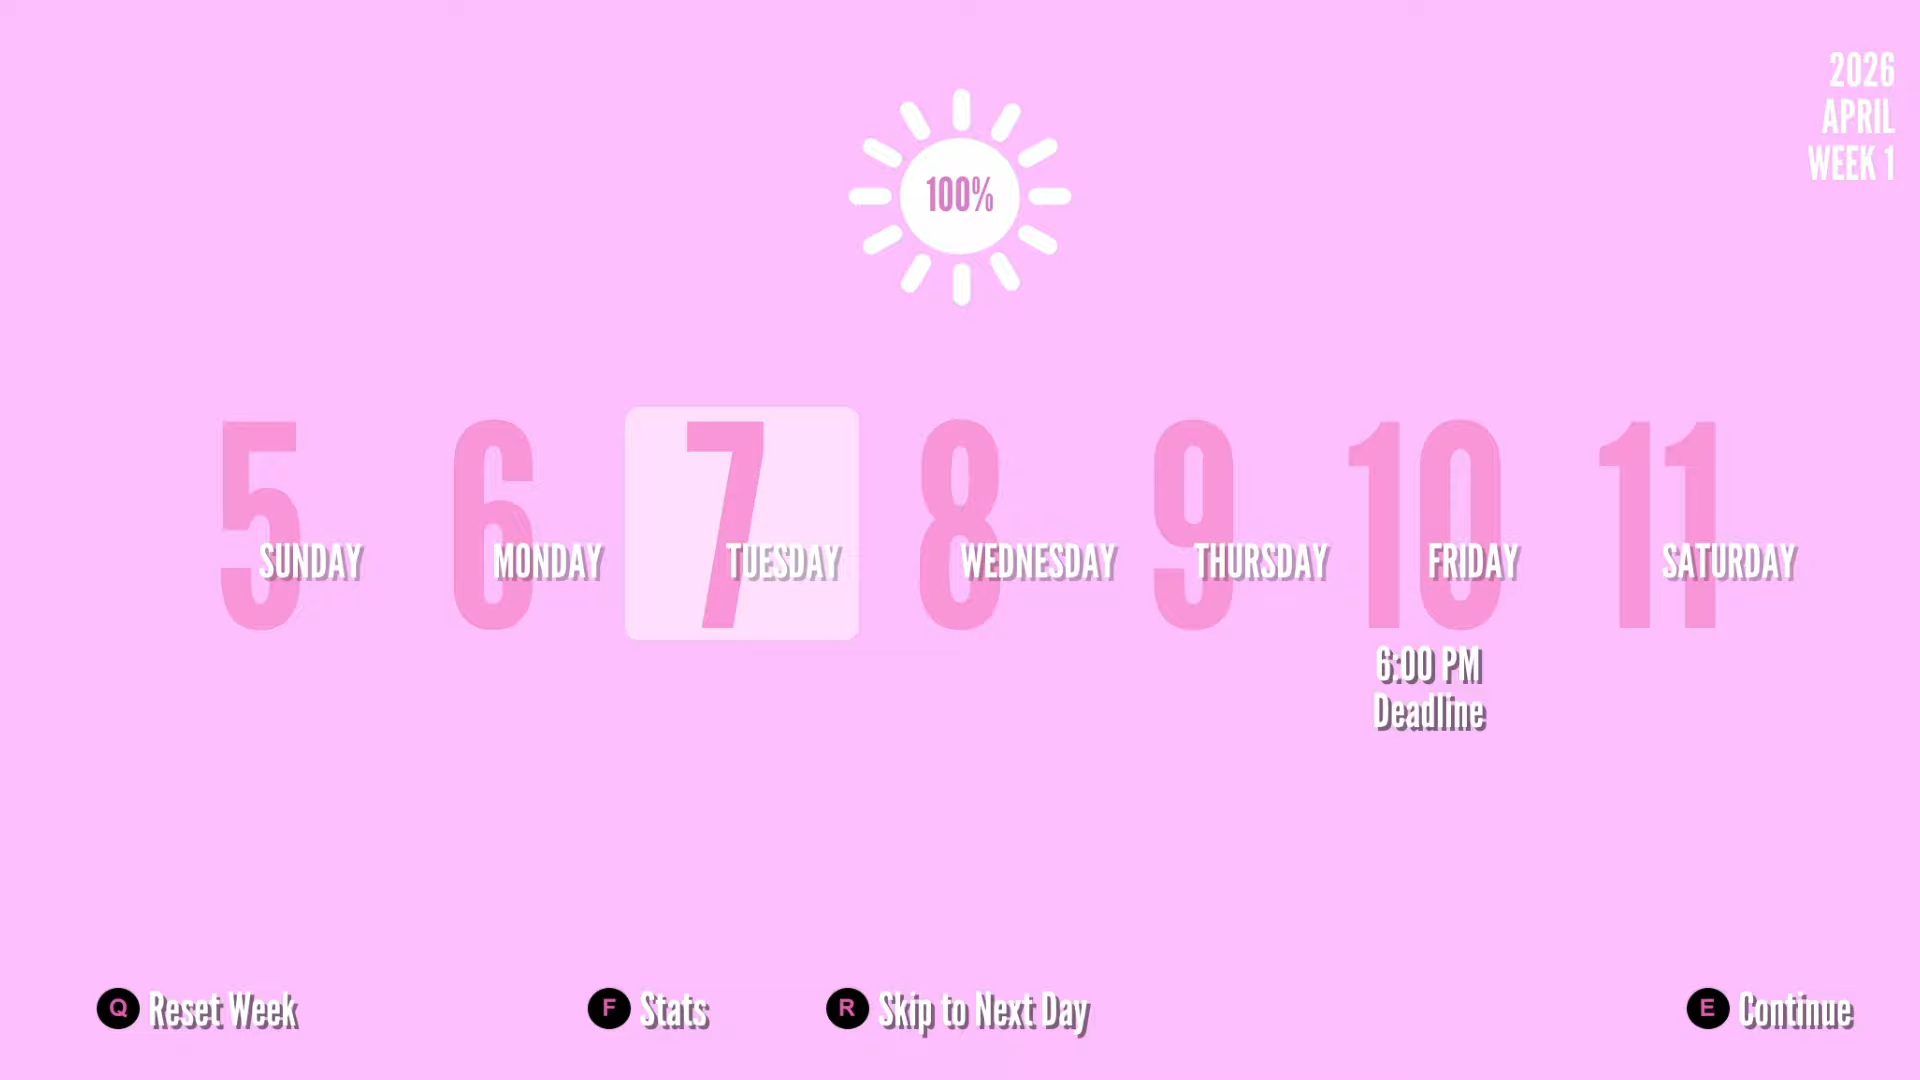 2026
APRIL
WEEK 1
100%
5 6 7 8 9 10 11
SUNDAY MONDAY TUESDAY WEDNESDAY THURSDAY FRIDAY SATURDAY
6:00 PM
Deadline
Q Reset Week F Stats R Skip to Next Day E Continue